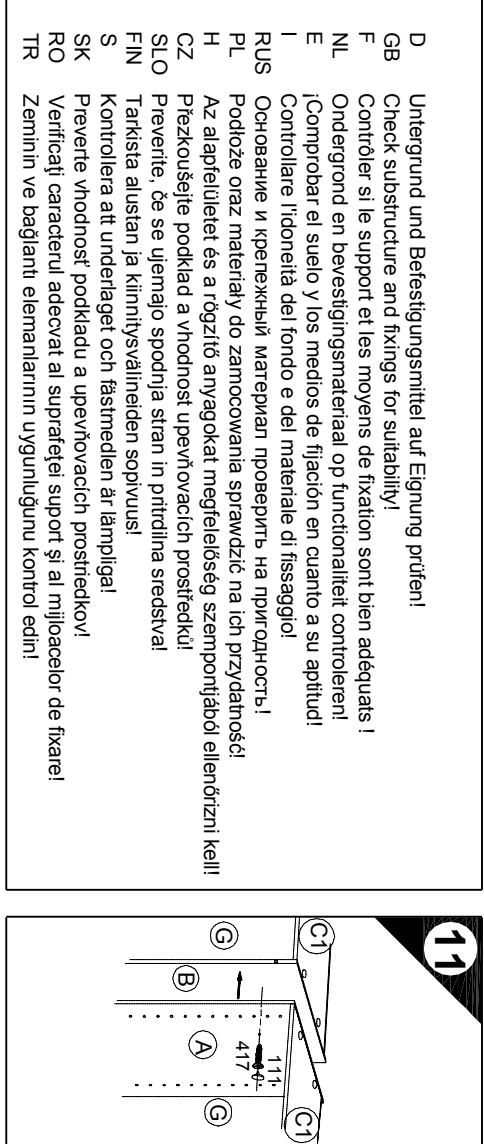 D Untergrund und Befestigungsmittel auf Eignung prüfen!
GB Check substructure and fixings for suitability!
F Contrôler si le support et les moyens de fixation sont bien adéquats !
NL Ondergrond en bevestigingsmateriaal op functionaliteit controleren!
E ¡Comprobar el suelo y los medios de fijación en cuanto a su aptitud!
I Controllare l'idoneità del fondo e del materiale di fissaggio!
RUS Основание и крепежный материал проверить на пригодность!
PL Podłoże oraz materiały do zamocowania sprawdzić na ich przydatność!
H Az alapfelületet és a rögzítő anyagokat megfelelőség szempontjából ellenőrizni kell!
CZ Přezkoušejte podklad a vhodnost upevňovacích prostředků!
SLO Preverite, če se ujemajo spodnja stran in pritrdilna sredstva!
FIN Tarkista alustan ja kiinnitysvälineiden sopivuus!
S Kontrollera att underlaget och fästmedlen är lämpliga!
SK Preverte vhodnosť podkladu a upevňovacích prostriedkov!
RO Verificaţi caracterul adecvat al suprafeţei suport şi al mijloacelor de fixare!
TR Zeminin ve bağlantı elemanlarının uygunluğunu kontrol edin!
11
C1
G
B
A
111
417
G
C1